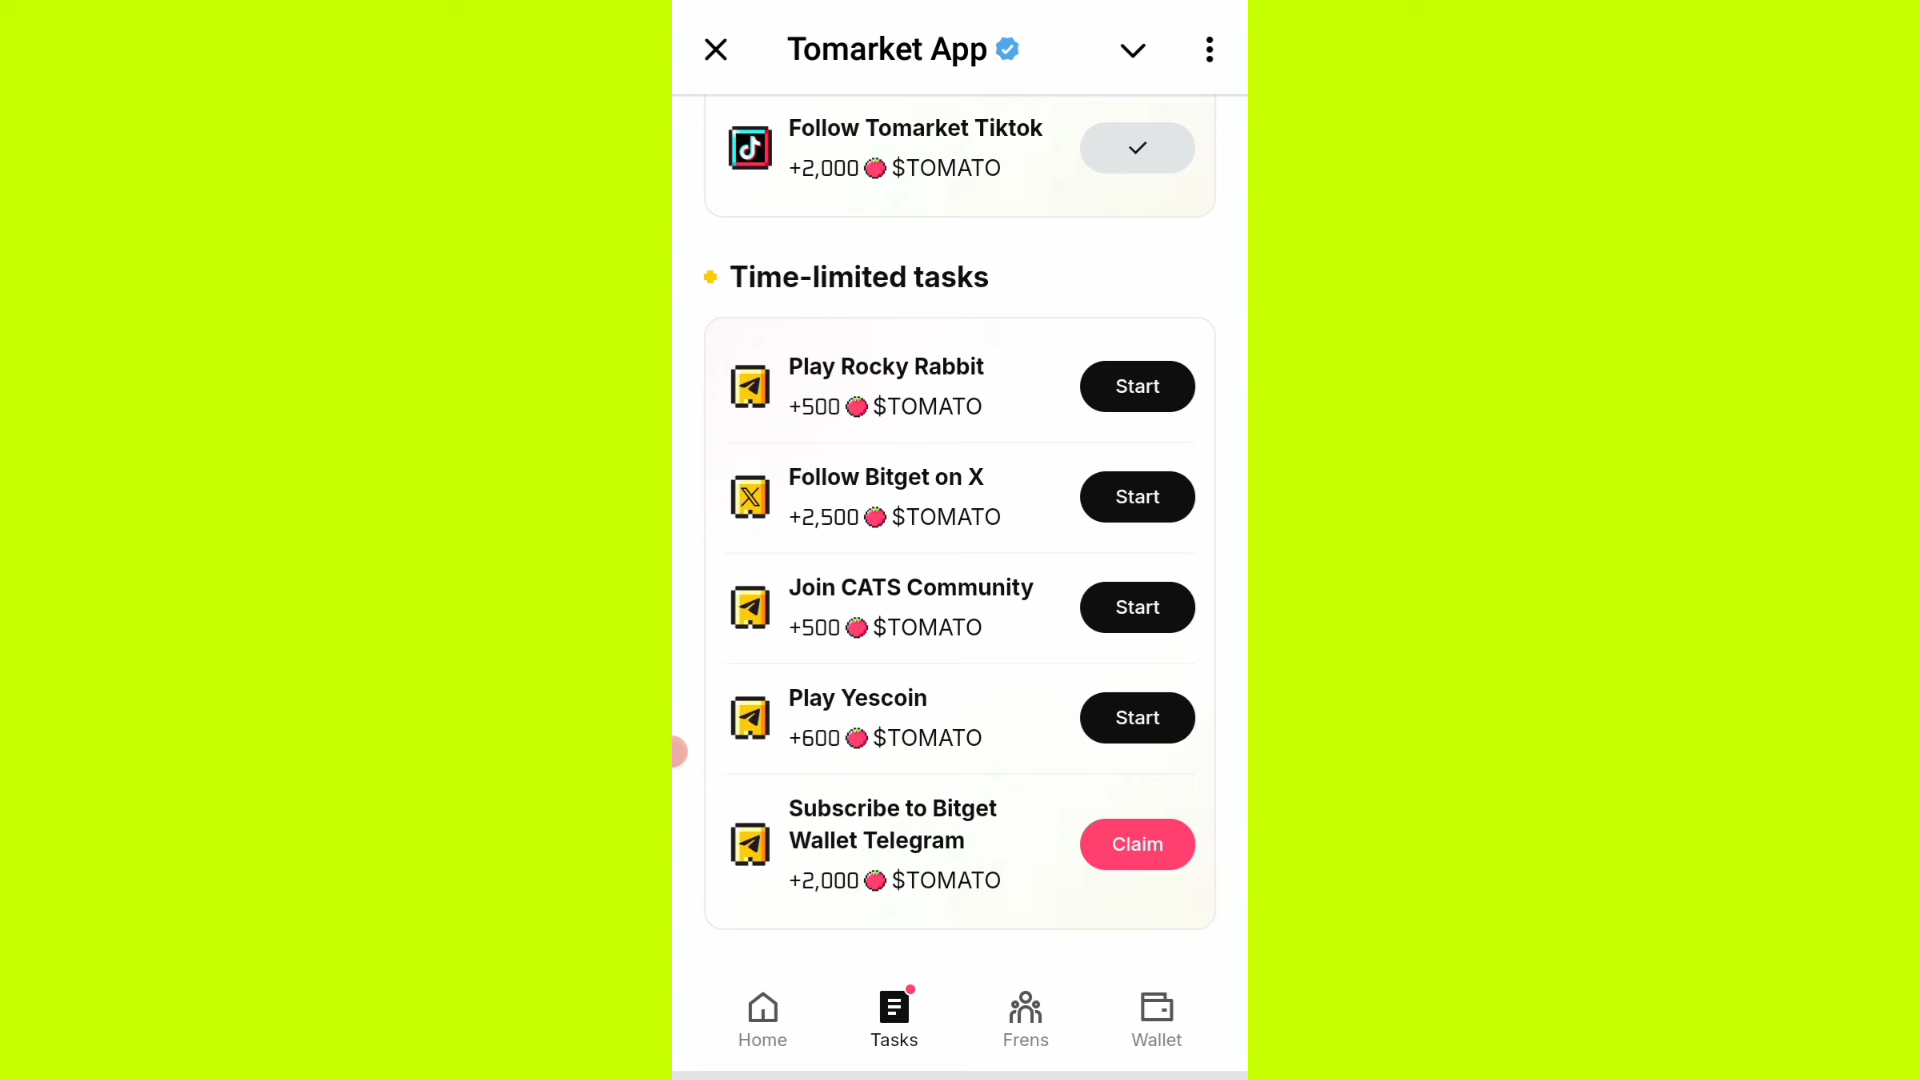 Tomarket App
Follow Tomarket Tiktok
+2,000 $TOMATO
Time-limited tasks
Play Rocky Rabbit
+500 $TOMATO
Start
Follow Bitget on X
+2,500 $TOMATO
Start
Join CATS Community
+500 $TOMATO
Start
Play Yescoin
+600 $TOMATO
Start
Subscribe to Bitget
Wallet Telegram
+2,000 $TOMATO
Claim
Home
Tasks
Frens
Wallet